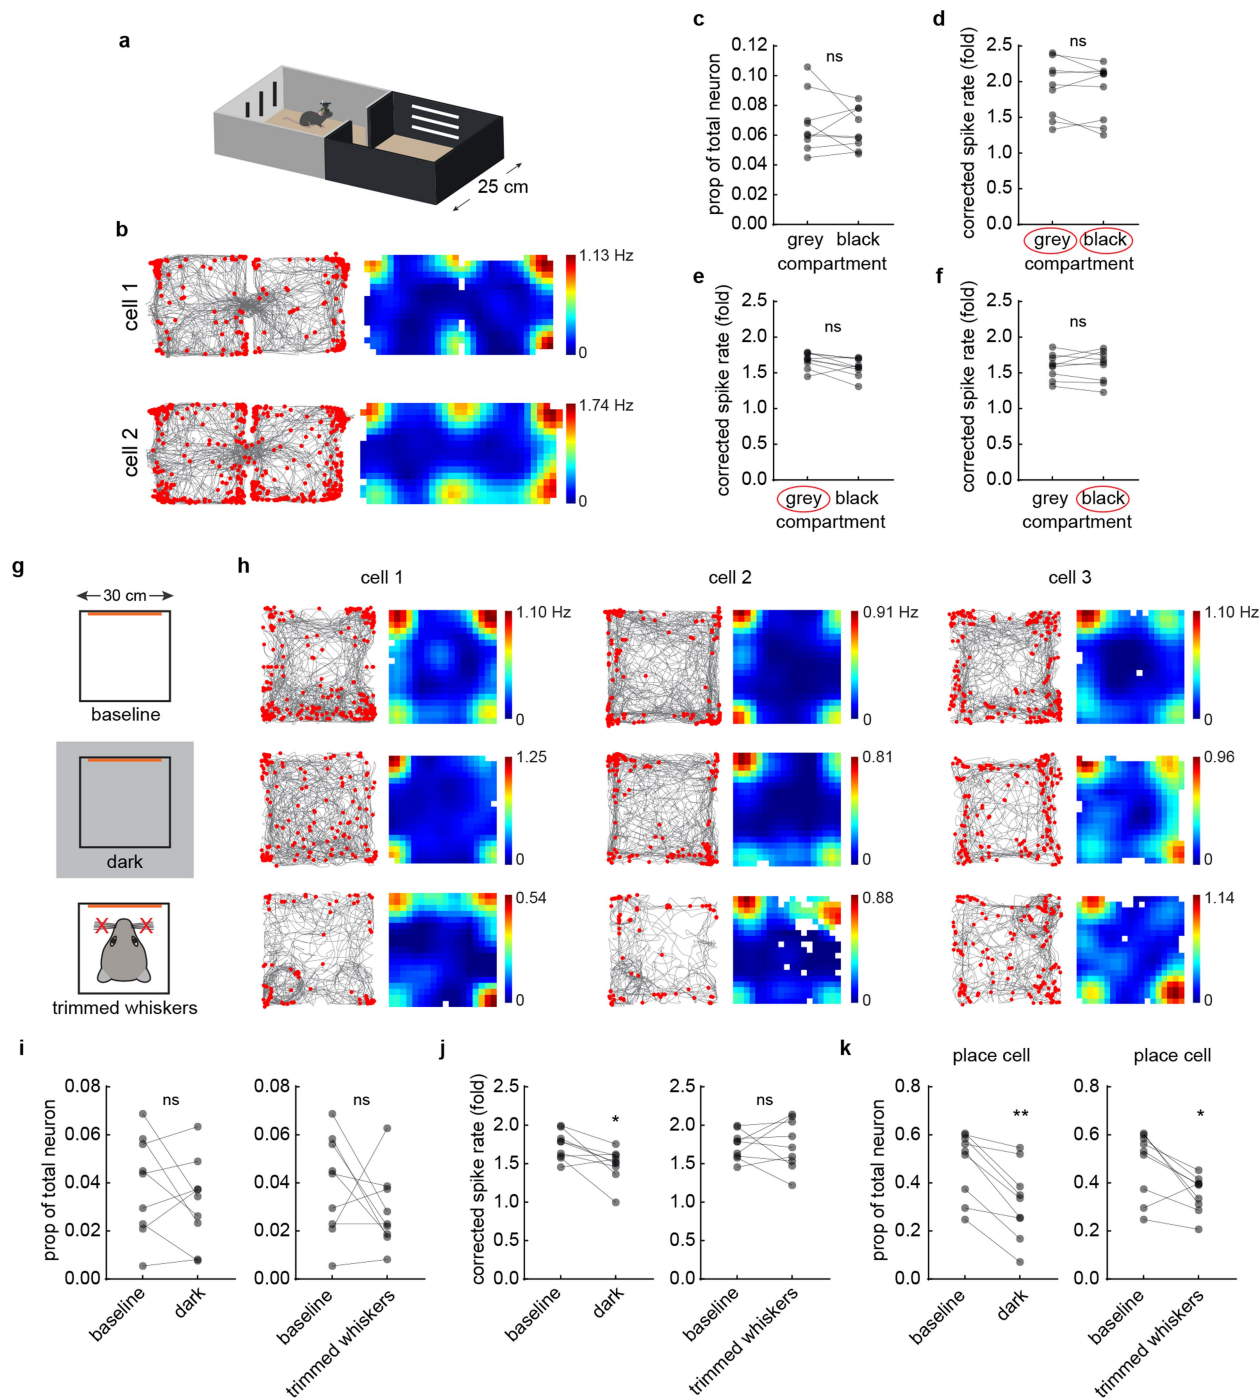 a
25 cm
b
cell 1
1.13 Hz
0
cell 2
1.74 Hz
0
c
prop of total neuron
0.12
0.10
0.08
0.06
0.04
0.02
0.00
ns
grey black
compartment
d
corrected spike rate (fold)
2.5
2.0
1.5
1.0
0.5
0.0
ns
grey black
compartment
e
corrected spike rate (fold)
2.5
2.0
1.5
1.0
0.5
0.0
ns
grey black
compartment
f
corrected spike rate (fold)
2.5
2.0
1.5
1.0
0.5
0.0
ns
grey black
compartment
g
30 cm
baseline
dark
trimmed whiskers
h
cell 1
cell 2
cell 3
1.10 Hz
0
0.91 Hz
0
1.10 Hz
0
1.25
0
0.81
0
0.96
0
0.54
0
0.88
0
1.14
0
i
prop of total neuron
0.08
0.06
0.04
0.02
0.00
ns
baseline
dark
0.08
0.06
0.04
0.02
0.00
ns
baseline
trimmed whiskers
j
corrected spike rate (fold)
2.5
2.0
1.5
1.0
0.5
0.0
*
baseline
dark
2.5
2.0
1.5
1.0
0.5
0.0
ns
baseline
trimmed whiskers
k
place cell
prop of total neuron
0.8
0.6
0.4
0.2
0.0
**
baseline
dark
place cell
0.8
0.6
0.4
0.2
0.0
*
baseline
trimmed whiskers